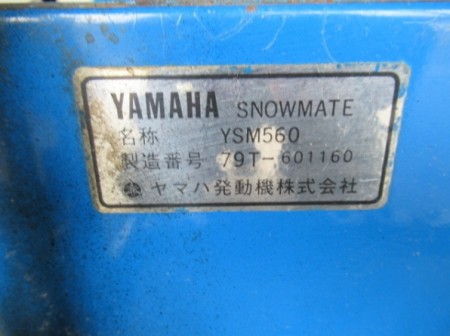 YAMAHA SNOWMATE
名称 YSM560
製造番号 79T-601160
ヤマハ発動機株式会社